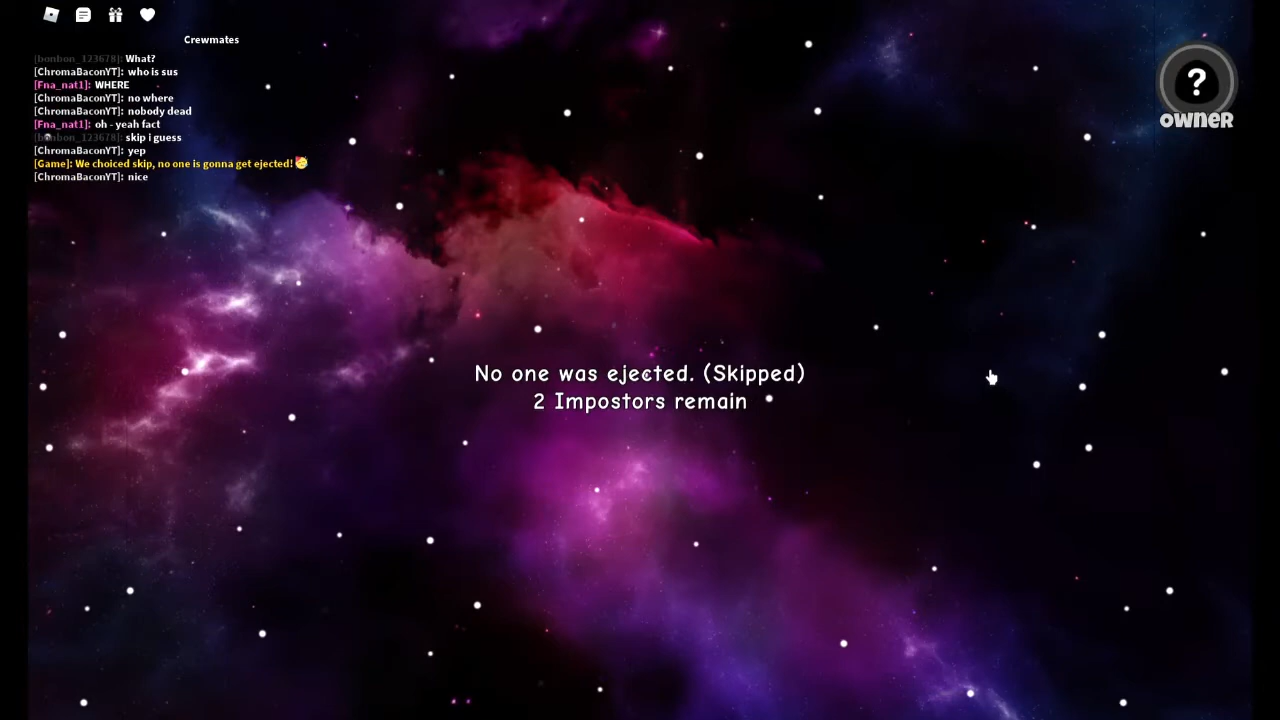 Crewmates
[bonbon_123678]: What?
[ChromaBaconYT]: who is sus
[Fna_nat1]: WHERE
[ChromaBaconYT]: no where
[ChromaBaconYT]: nobody dead
[Fna_nat1]: oh - yeah fact
[bonbon_123678]: skip i guess
[ChromaBaconYT]: yep
[Game]: We choiced skip, no one is gonna get ejected!🥳
[ChromaBaconYT]: nice
?
OWNER
No one was ejected. (Skipped)
2 Impostors remain